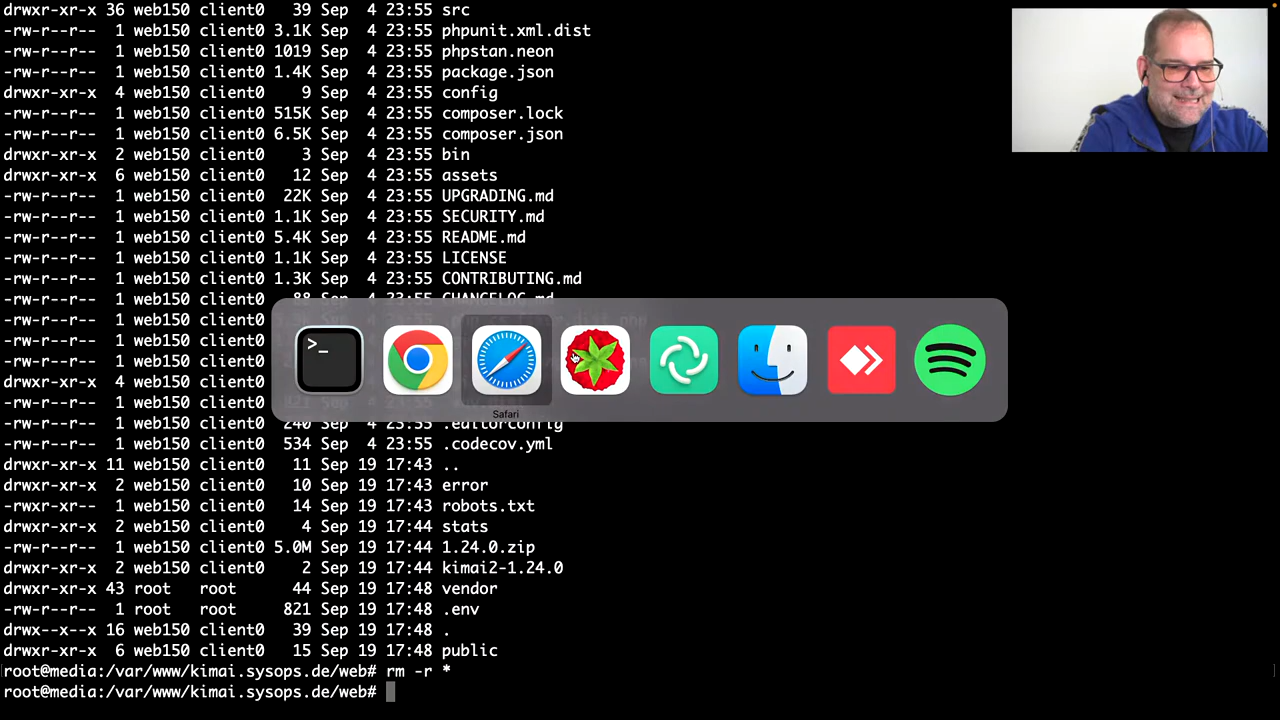 drwxr-xr-x 36 web150 client0 39 Sep 4 23:55 src
-rw-r--r-- 1 web150 client0 3.1K Sep 4 23:55 phpunit.xml.dist
-rw-r--r-- 1 web150 client0 1019 Sep 4 23:55 phpstan.neon
-rw-r--r-- 1 web150 client0 1.4K Sep 4 23:55 package.json
drwxr-xr-x 4 web150 client0 9 Sep 4 23:55 config
-rw-r--r-- 1 web150 client0 515K Sep 4 23:55 composer.lock
-rw-r--r-- 1 web150 client0 6.5K Sep 4 23:55 composer.json
drwxr-xr-x 2 web150 client0 3 Sep 4 23:55 bin
drwxr-xr-x 6 web150 client0 12 Sep 4 23:55 assets
-rw-r--r-- 1 web150 client0 22K Sep 4 23:55 UPGRADING.md
-rw-r--r-- 1 web150 client0 1.1K Sep 4 23:55 SECURITY.md
-rw-r--r-- 1 web150 client0 5.4K Sep 4 23:55 README.md
-rw-r--r-- 1 web150 client0 1.1K Sep 4 23:55 LICENSE
-rw-r--r-- 1 web150 client0 1.3K Sep 4 23:55 CONTRIBUTING.md
-rw-r--r-- 1 web150 client0 88 Sep 4 23:55 CHANGELOG.md
-rw-r--r-- 1
-rw-r--r-- 1
-rw-r--r-- 1
drwxr-xr-x 4
-rw-r--r-- 1
>_
Safari
-rw-r--r-- 1 web150 client0 240 Sep 4 23:55 .editorconfig
-rw-r--r-- 1 web150 client0 534 Sep 4 23:55 .codecov.yml
drwxr-xr-x 11 web150 client0 11 Sep 19 17:43 ..
drwxr-xr-x 2 web150 client0 10 Sep 19 17:43 error
-rw-r--r-- 1 web150 client0 14 Sep 19 17:43 robots.txt
drwxr-xr-x 2 web150 client0 4 Sep 19 17:44 stats
-rw-r--r-- 1 web150 client0 5.0M Sep 19 17:44 1.24.0.zip
drwxr-xr-x 2 web150 client0 2 Sep 19 17:44 kimai2-1.24.0
drwxr-xr-x 43 root root 44 Sep 19 17:48 vendor
-rw-r--r-- 1 root root 821 Sep 19 17:48 .env
drwx--x--x 16 web150 client0 39 Sep 19 17:48 .
drwxr-xr-x 6 web150 client0 15 Sep 19 17:48 public
root@media:/var/www/kimai.sysops.de/web# rm -r *
root@media:/var/www/kimai.sysops.de/web#